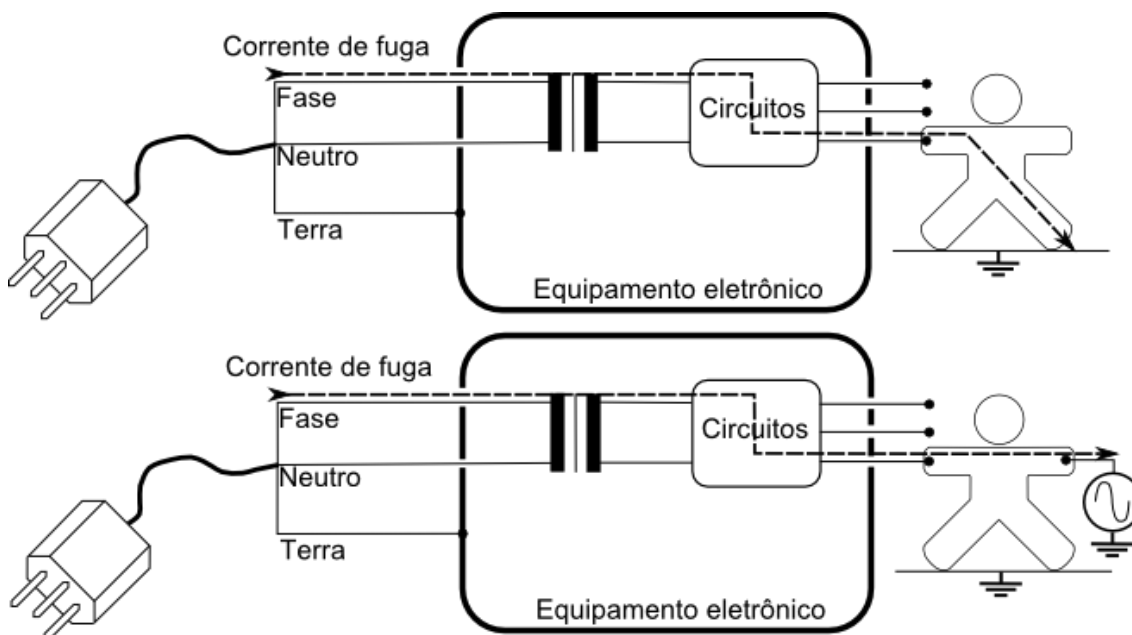 Corrente de fuga
Fase
Circuitos
Neutro
Terra
Equipamento eletrônico
Corrente de fuga
Fase
Circuitos
Neutro
Terra
Equipamento eletrônico